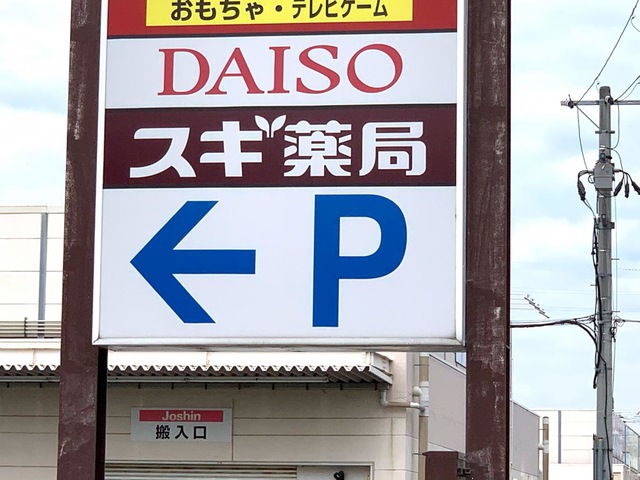 おもちゃ・テレビゲーム
DAISO
スギ薬局
← P
Joshin
搬入口